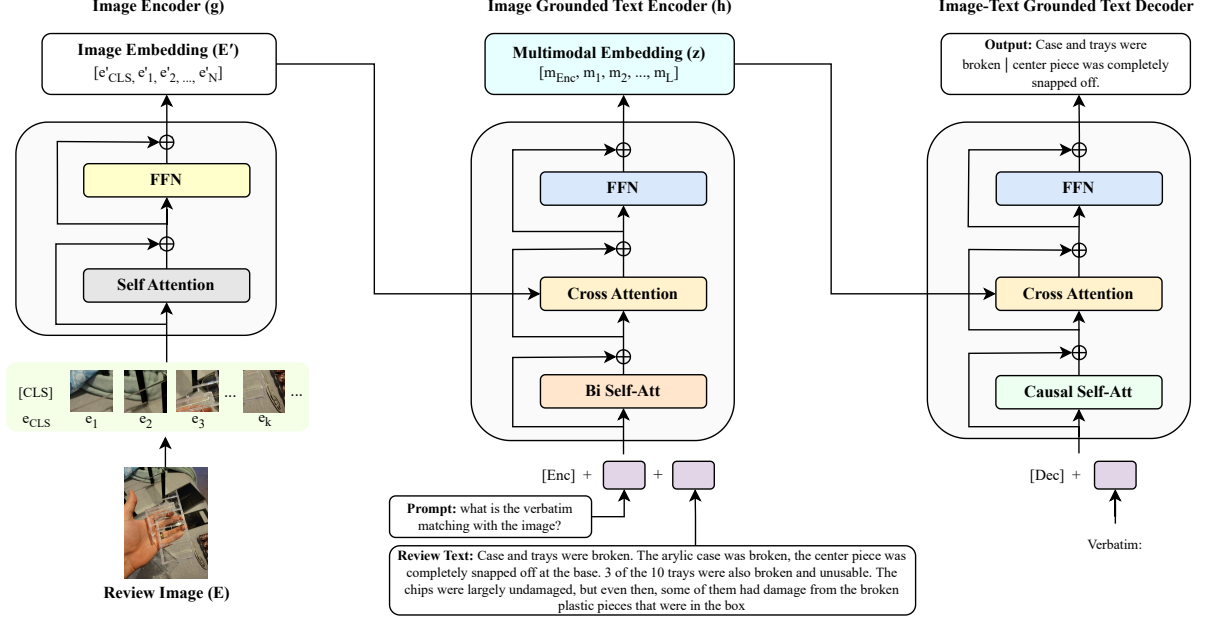 Image Encoder (g)
Image Embedding (E′)
[e'CLS, e'1, e'2, ..., e'N]
FFN
Self Attention
[CLS]
... ...
eCLS e1 e2 e3 ek
Review Image (E)
Image Grounded Text Encoder (h)
Multimodal Embedding (z)
[mEnc, m1, m2, ..., mL]
FFN
Cross Attention
Bi Self-Att
[Enc] + +
Prompt: what is the verbatim
matching with the image?
Review Text: Case and trays were broken. The arylic case was broken, the center piece was
completely snapped off at the base. 3 of the 10 trays were also broken and unusable. The
chips were largely undamaged, but even then, some of them had damage from the broken
plastic pieces that were in the box
Image-Text Grounded Text Decoder
Output: Case and trays were
broken | center piece was completely
snapped off.
FFN
Cross Attention
Causal Self-Att
[Dec] +
Verbatim: